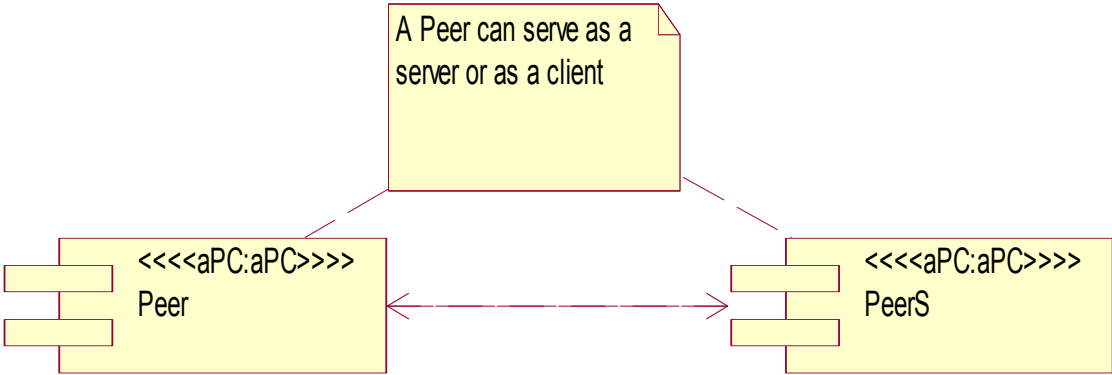 A Peer can serve as a
server or as a client
<<<<aPC:aPC>>>>
Peer
<<<<aPC:aPC>>>>
PeerS